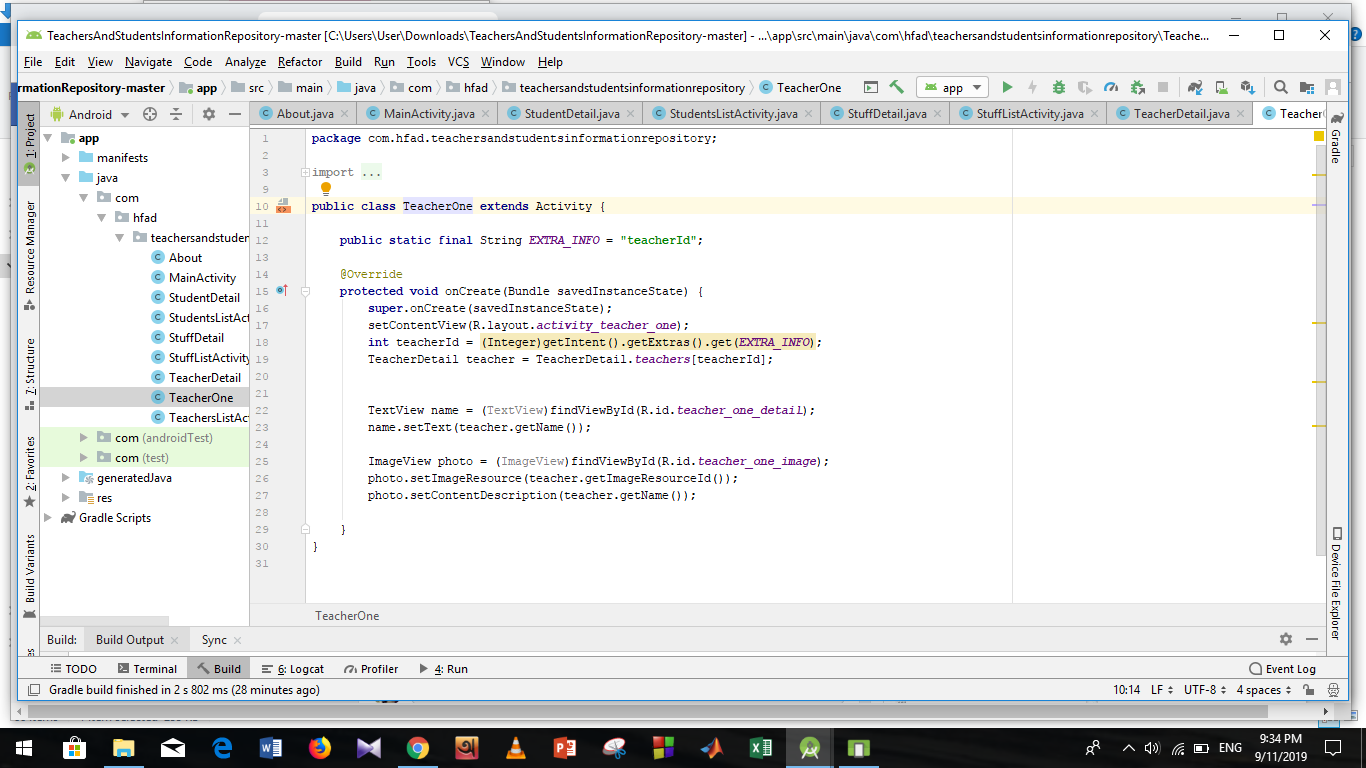 TeachersAndStudentsInformationRepository-master [C:\Users\User\Downloads\TeachersAndStudentsInformationRepository-master] - ...\app\src\main\java\com\hfad\teachersandstudentsinformationrepository\Teache...
File Edit View Navigate Code Analyze Refactor Build Run Tools VCS Window Help
rmationRepository-master app src main java com hfad teachersandstudentsinformationrepository TeacherOne app
Android
About.java MainActivity.java StudentDetail.java StudentsListActivity.java StuffDetail.java StuffListActivity.java TeacherDetail.java Teacher
1: Project
Resource Manager
7: Structure
2: Favorites
Build Variants
app
manifests
java
com
hfad
teachersandstuden
About
MainActivity
StudentDetail
StudentsListAct
StuffDetail
StuffListActivity
TeacherDetail
TeacherOne
TeachersListAc
com (androidTest)
com (test)
generatedJava
res
Gradle Scripts
1 package com.hfad.teachersandstudentsinformationrepository;
2
3 import ...
9
10 public class TeacherOne extends Activity {
11
12 public static final String EXTRA_INFO = "teacherId";
13
14 @Override
15 protected void onCreate(Bundle savedInstanceState) {
16 super.onCreate(savedInstanceState);
17 setContentView(R.layout.activity_teacher_one);
18 int teacherId = (Integer)getIntent().getExtras().get(EXTRA_INFO);
19 TeacherDetail teacher = TeacherDetail.teachers[teacherId];
20
21
22 TextView name = (TextView)findViewById(R.id.teacher_one_detail);
23 name.setText(teacher.getName());
24
25 ImageView photo = (ImageView)findViewById(R.id.teacher_one_image);
26 photo.setImageResource(teacher.getImageResourceId());
27 photo.setContentDescription(teacher.getName());
28
29 }
30 }
31
TeacherOne
Gradle
Device File Explorer
Build: Build Output Sync
TODO Terminal Build 6: Logcat Profiler 4: Run Event Log
Gradle build finished in 2 s 802 ms (28 minutes ago) 10:14 LF UTF-8 4 spaces
ENG
9:34 PM
9/11/2019